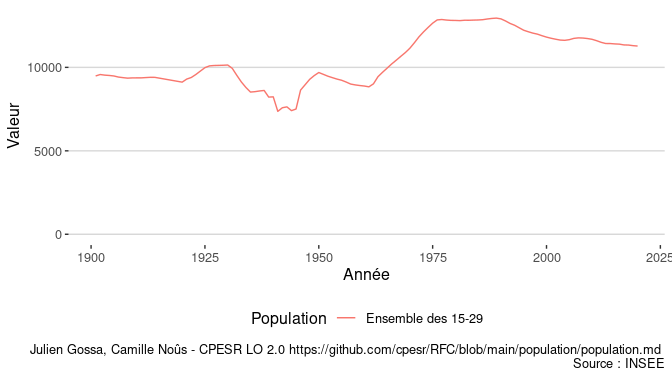 Valeur
10000
5000
0
1900
1925
1950
1975
2000
2025
Année
Population
Ensemble des 15-29
Julien Gossa, Camille Noûs - CPESR LO 2.0 https://github.com/cpesr/RFC/blob/main/population/population.md
Source : INSEE